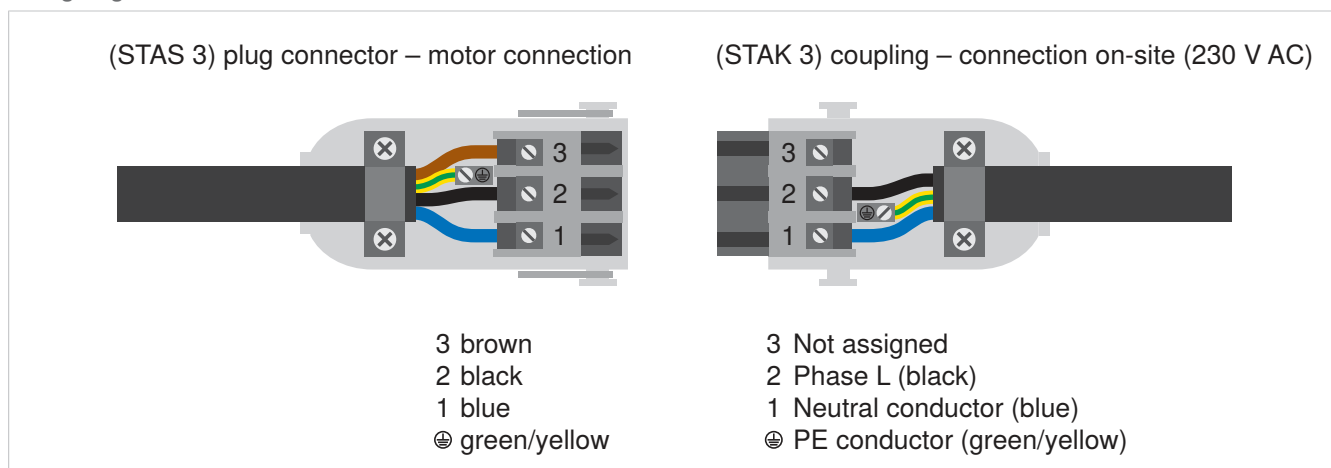 (STAS 3) plug connector – motor connection
3
2
1
3 brown
2 black
1 blue
⏚ green/yellow
(STAK 3) coupling – connection on-site (230 V AC)
3
2
1
3 Not assigned
2 Phase L (black)
1 Neutral conductor (blue)
⏚ PE conductor (green/yellow)